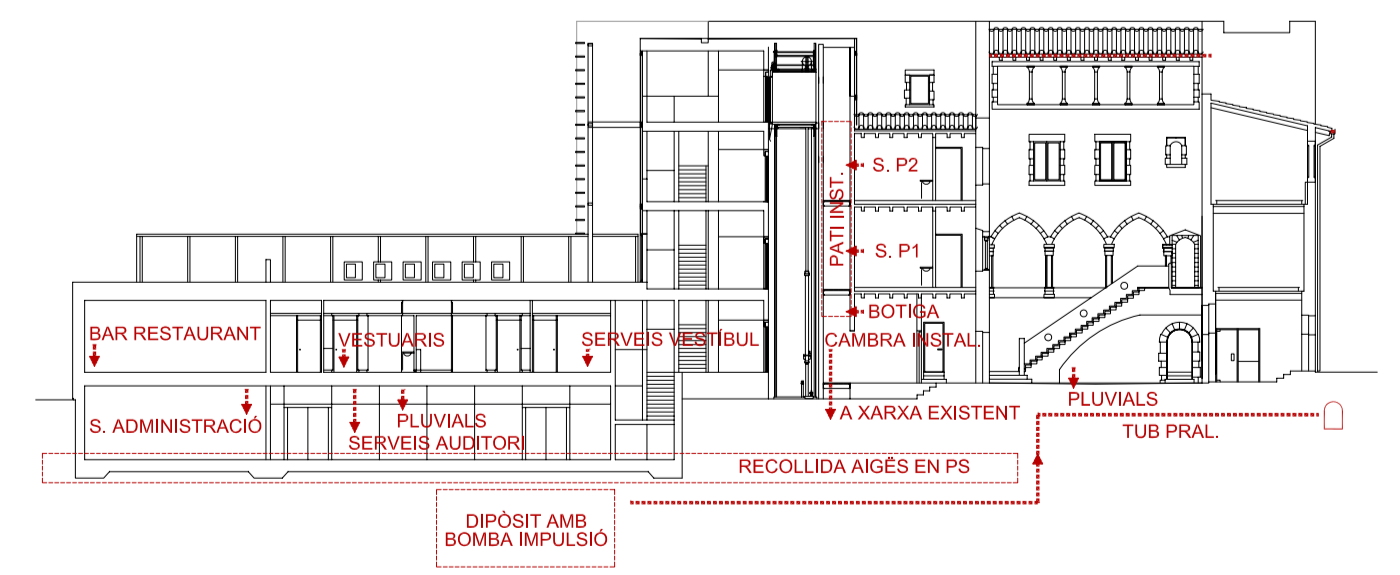 S. P2
PATI INST.
S. P1
BOTIGA
BAR RESTAURANT
VESTUARIS
SERVEIS VESTÍBUL
CAMBRA INSTAL.
PLUVIALS
A XARXA EXISTENT
PLUVIALS
S. ADMINISTRACIÓ
TUB PRAL.
SERVEIS AUDITORI
RECOLLIDA AIGËS EN PS
DIPÒSIT AMB
BOMBA IMPULSIÓ